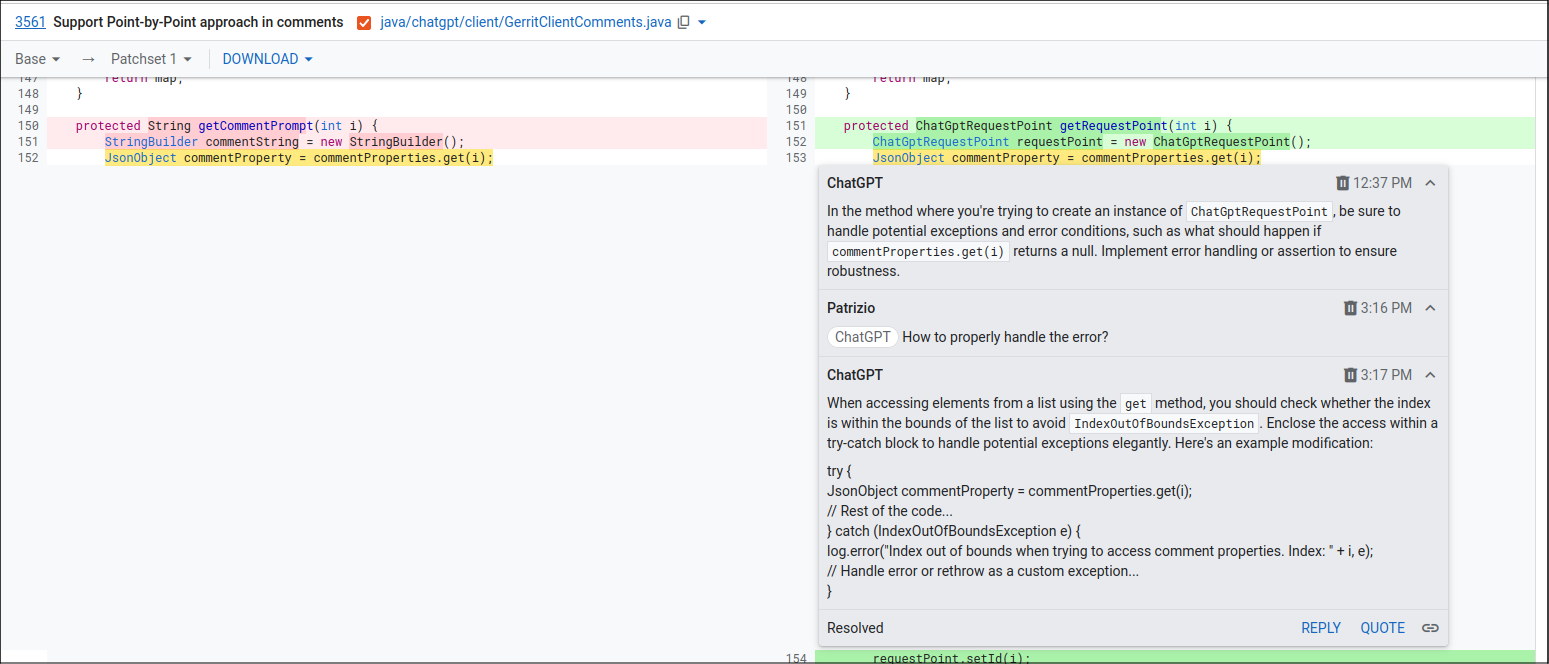 3561 Support Point-by-Point approach in comments java/chatgpt/client/GerritClientComments.java
Base → Patchset 1 DOWNLOAD
147 return map;
148 }
149
150 protected String getCommentPrompt(int i) {
151 StringBuilder commentString = new StringBuilder();
152 JsonObject commentProperty = commentProperties.get(i);
148 return map;
149 }
150
151 protected ChatGptRequestPoint getRequestPoint(int i) {
152 ChatGptRequestPoint requestPoint = new ChatGptRequestPoint();
153 JsonObject commentProperty = commentProperties.get(i);
ChatGPT 12:37 PM
In the method where you're trying to create an instance of ChatGptRequestPoint, be sure to
handle potential exceptions and error conditions, such as what should happen if
commentProperties.get(i) returns a null. Implement error handling or assertion to ensure
robustness.
Patrizio 3:16 PM
ChatGPT How to properly handle the error?
ChatGPT 3:17 PM
When accessing elements from a list using the get method, you should check whether the index
is within the bounds of the list to avoid IndexOutOfBoundsException. Enclose the access within a
try-catch block to handle potential exceptions elegantly. Here's an example modification:
try {
JsonObject commentProperty = commentProperties.get(i);
// Rest of the code...
} catch (IndexOutOfBoundsException e) {
log.error("Index out of bounds when trying to access comment properties. Index: " + i, e);
// Handle error or rethrow as a custom exception...
}
Resolved REPLY QUOTE
154 requestPoint.setId(i);